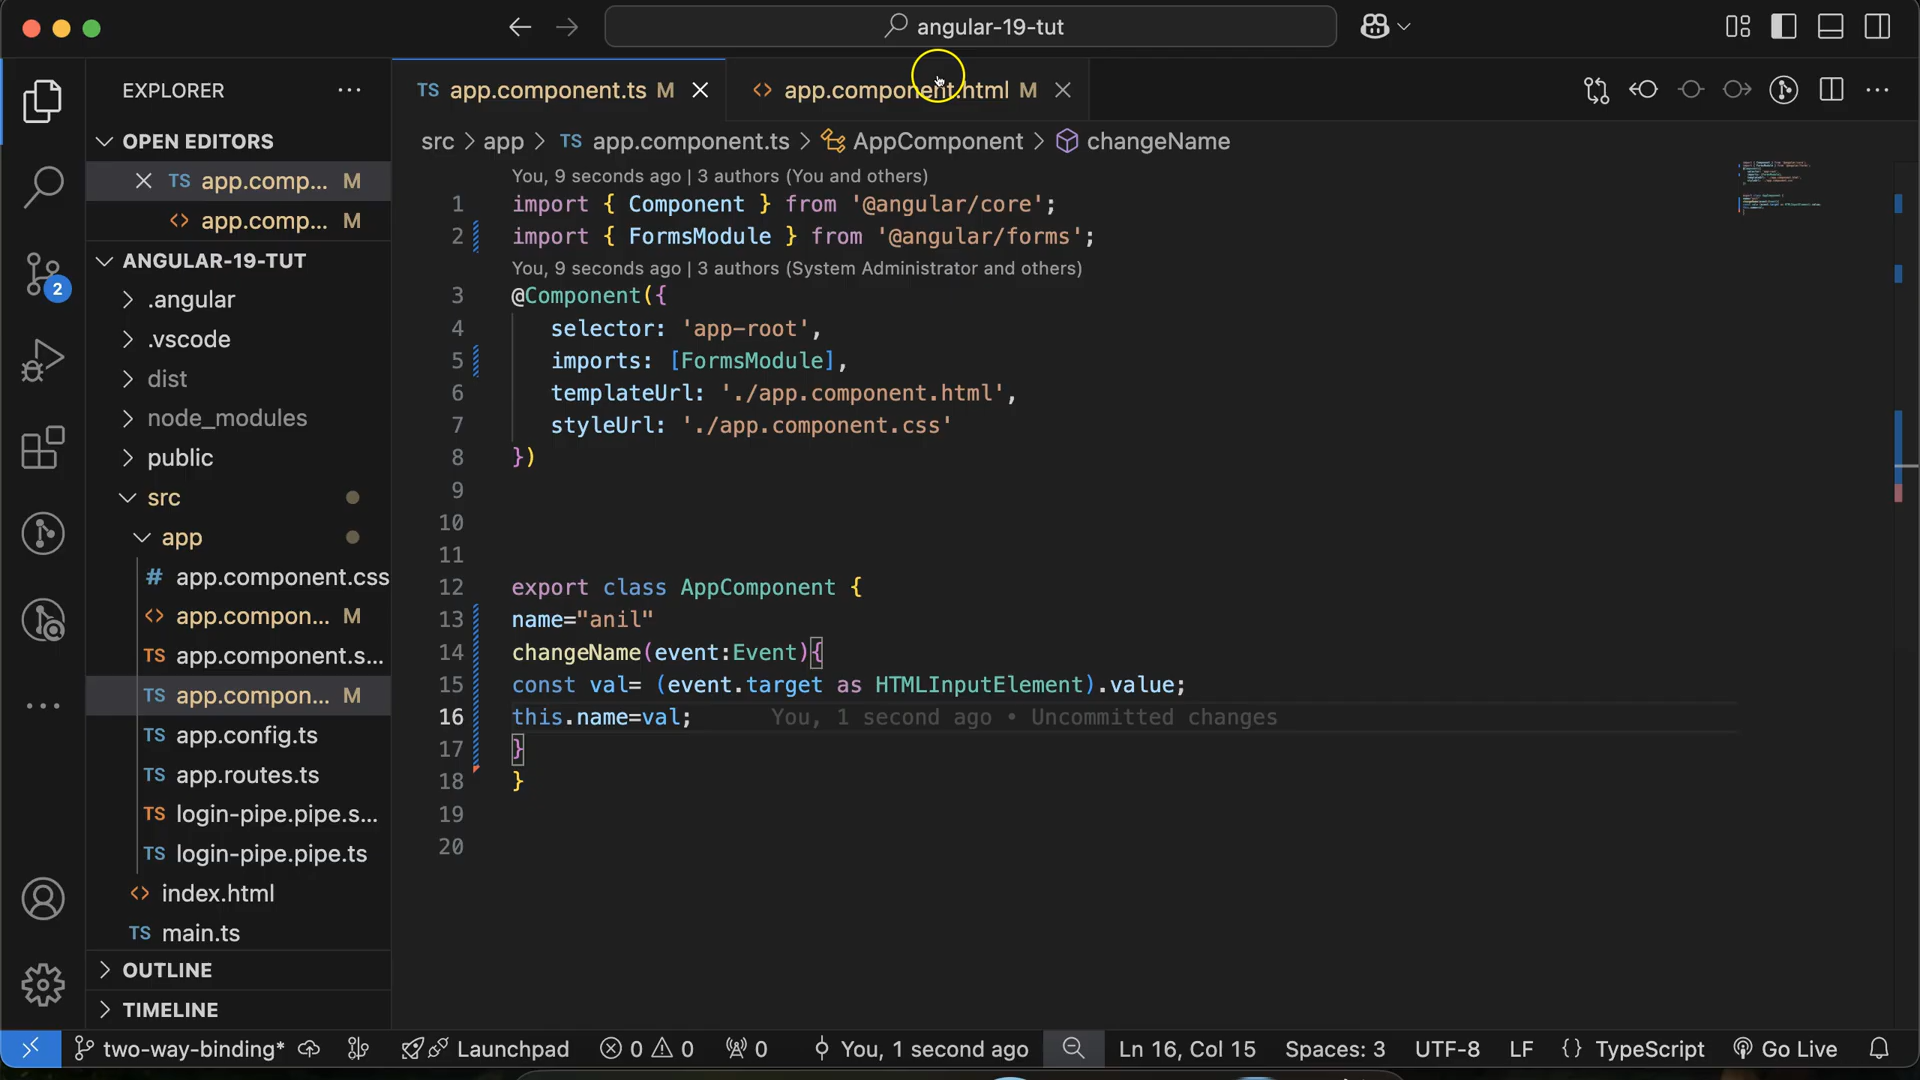 angular-19-tut
EXPLORER
OPEN EDITORS
TS app.comp... M
<> app.comp... M
ANGULAR-19-TUT
.angular
.vscode
dist
node_modules
public
src
app
# app.component.css
<> app.compon... M
TS app.component.s...
TS app.compon... M
TS app.config.ts
TS app.routes.ts
TS login-pipe.pipe.s...
TS login-pipe.pipe.ts
<> index.html
TS main.ts
OUTLINE
TIMELINE
2
TS app.component.ts M
<> app.component.html M
src > app > TS app.component.ts > AppComponent > changeName
You, 9 seconds ago | 3 authors (You and others)
1 import { Component } from '@angular/core';
2 import { FormsModule } from '@angular/forms';
You, 9 seconds ago | 3 authors (System Administrator and others)
3 @Component({
4 selector: 'app-root',
5 imports: [FormsModule],
6 templateUrl: './app.component.html',
7 styleUrl: './app.component.css'
8 })
9
10
11
12 export class AppComponent {
13 name="anil"
14 changeName(event:Event){
15 const val= (event.target as HTMLInputElement).value;
16 this.name=val; You, 1 second ago • Uncommitted changes
17 }
18 }
19
20
two-way-binding* Launchpad 0 0 0 You, 1 second ago Ln 16, Col 15 Spaces: 3 UTF-8 LF {} TypeScript Go Live